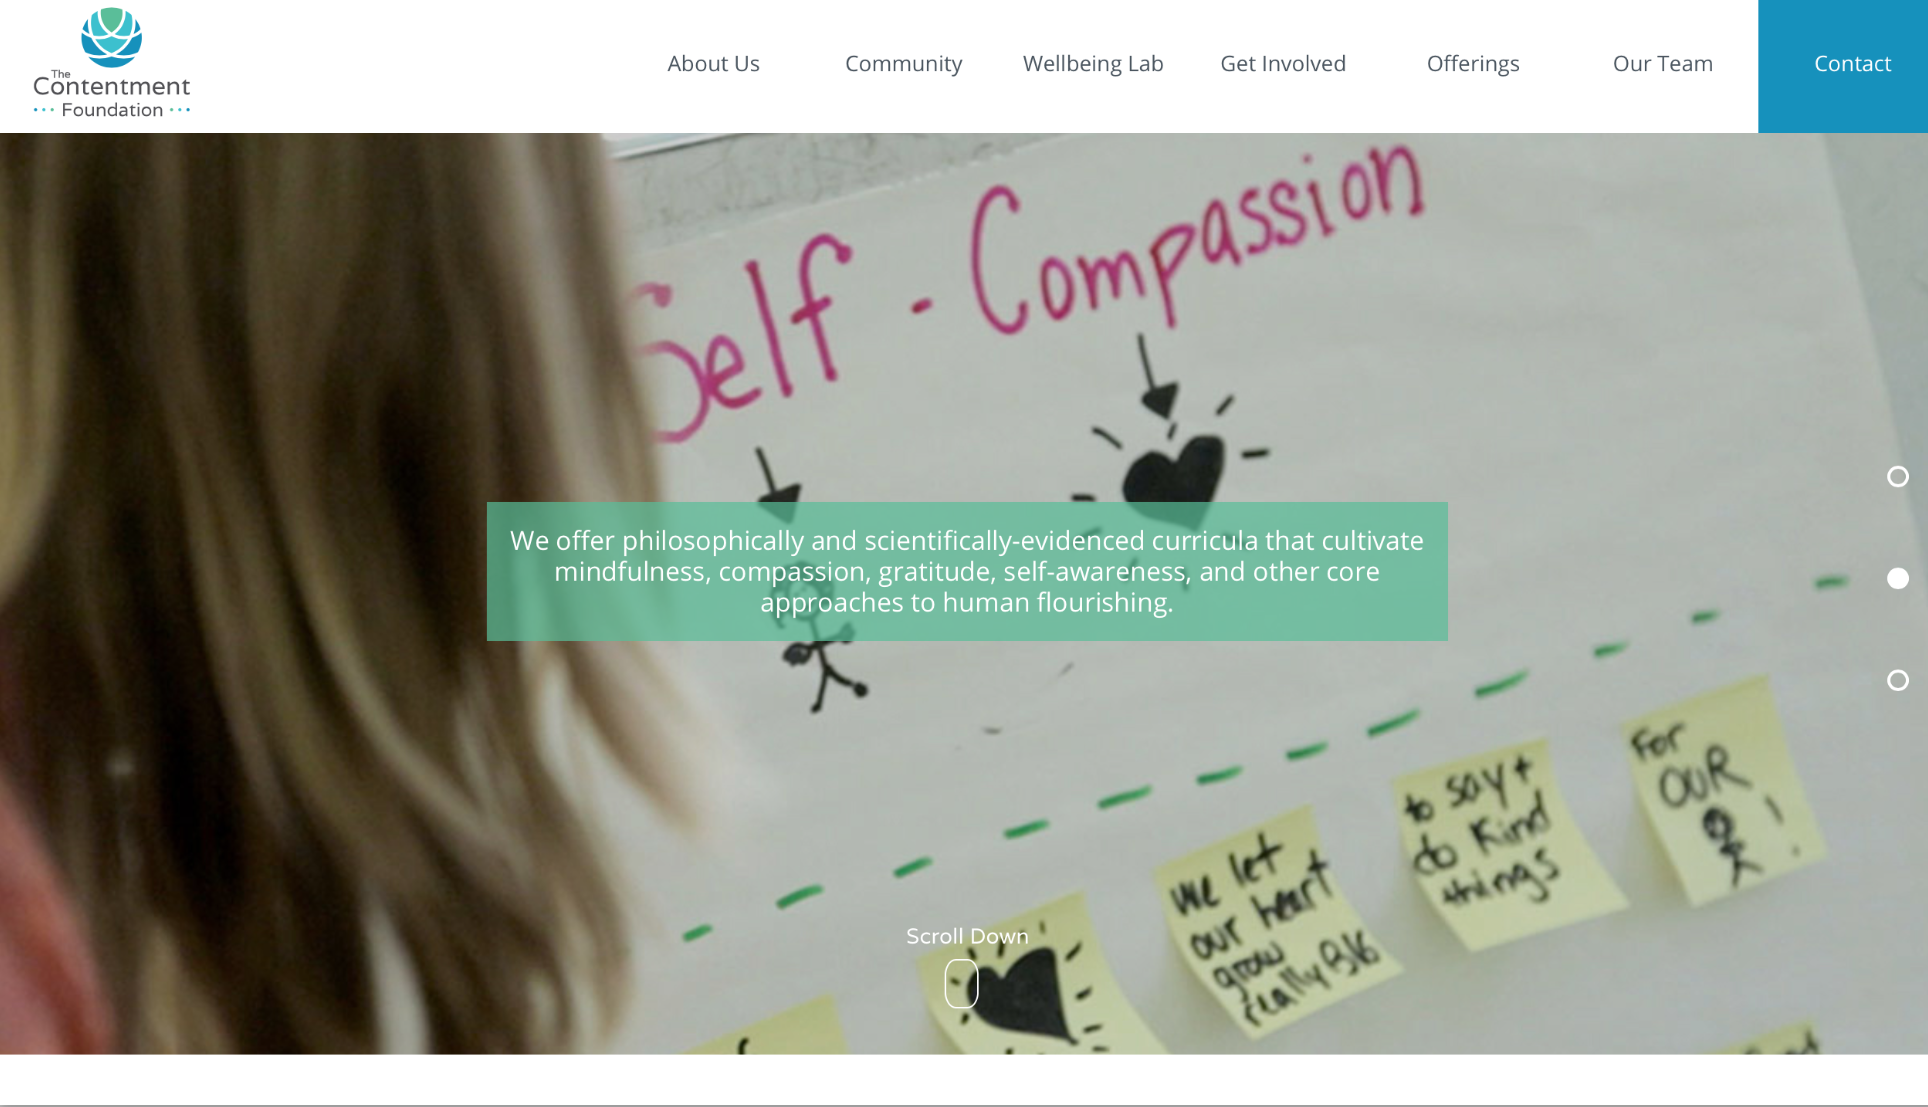 The
Contentment
Foundation
About Us
Community
Wellbeing Lab
Get Involved
Offerings
Our Team
Contact
Self - Compassion
We offer philosophically and scientifically-evidenced curricula that cultivate
mindfulness, compassion, gratitude, self-awareness, and other core
approaches to human flourishing.
For
OUR
!
to say +
do kind
things
we let
our heart
grow
really BIG
Scroll Down